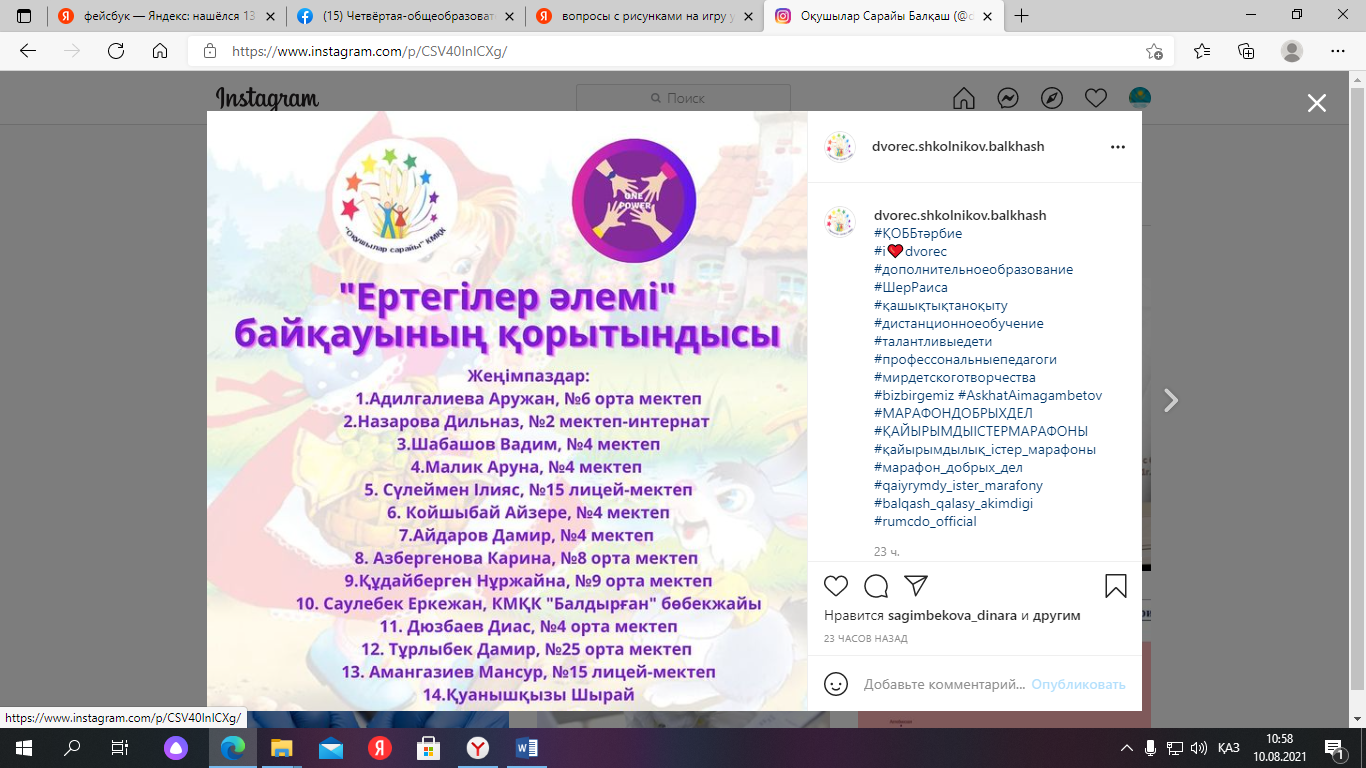 фейсбук — Яндекс: нашёлся 13
(15) Четвёртая-общеобразоват
вопросы с рисунками на игру у
Оқушылар Сарайы Балқаш (@d
https://www.instagram.com/p/CSV40InICXg/
Instagram
Поиск
"Оқушылар сарайы" КМҚК
ONE
POWER
"Ертегілер әлемі"
байқауының қорытындысы
Жеңімпаздар:
1.Адилгалиева Аружан, №6 орта мектеп
2.Назарова Дильназ, №2 мектеп-интернат
3.Шабашов Вадим, №4 мектеп
4.Малик Аруна, №4 мектеп
5. Сүлеймен Ілияс, №15 лицей-мектеп
6. Койшыбай Айзере, №4 мектеп
7.Айдаров Дамир, №4 мектеп
8. Азбергенова Карина, №8 орта мектеп
9.Құдайберген Нұржайна, №9 орта мектеп
10. Саулебек Еркежан, КМҚК "Балдырған" бөбекжайы
11. Дюзбаев Диас, №4 орта мектеп
12. Тұрлыбек Дамир, №25 орта мектеп
13. Амангазиев Мансур, №15 лицей-мектеп
14.Қуанышқызы Шырай
dvorec.shkolnikov.balkhash
dvorec.shkolnikov.balkhash
#ҚОББтәрбие
#i❤️dvorec
#дополнительноеобразование
#ШерРаиса
#қашықтықтаноқыту
#дистанционноеобучение
#талантливыедети
#профессиональныепедагоги
#мирдетскоготворчества
#bizbirgemiz #AskhatAimagambetov
#МАРАФОНДОБРЫХДЕЛ
#ҚАЙЫРЫМДЫІСТЕРМАРАФОНЫ
#қайырымдылық_істер_марафоны
#марафон_добрых_дел
#qaiyrymdy_ister_marafony
#balqash_qalasy_akimdigi
#rumcdo_official
23 ч.
Нравится sagimbekova_dinara и другим
23 ЧАСОВ НАЗАД
Добавьте комментарий... Опубликовать
https://www.instagram.com/p/CSV40InICXg/
ҚАЗ
10:58
10.08.2021
1